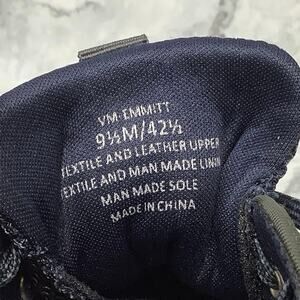 VM-EMMITT
9½M/42½
TEXTILE AND LEATHER UPPER
TEXTILE AND MAN MADE LININ
MAN MADE SOLE
MADE IN CHINA